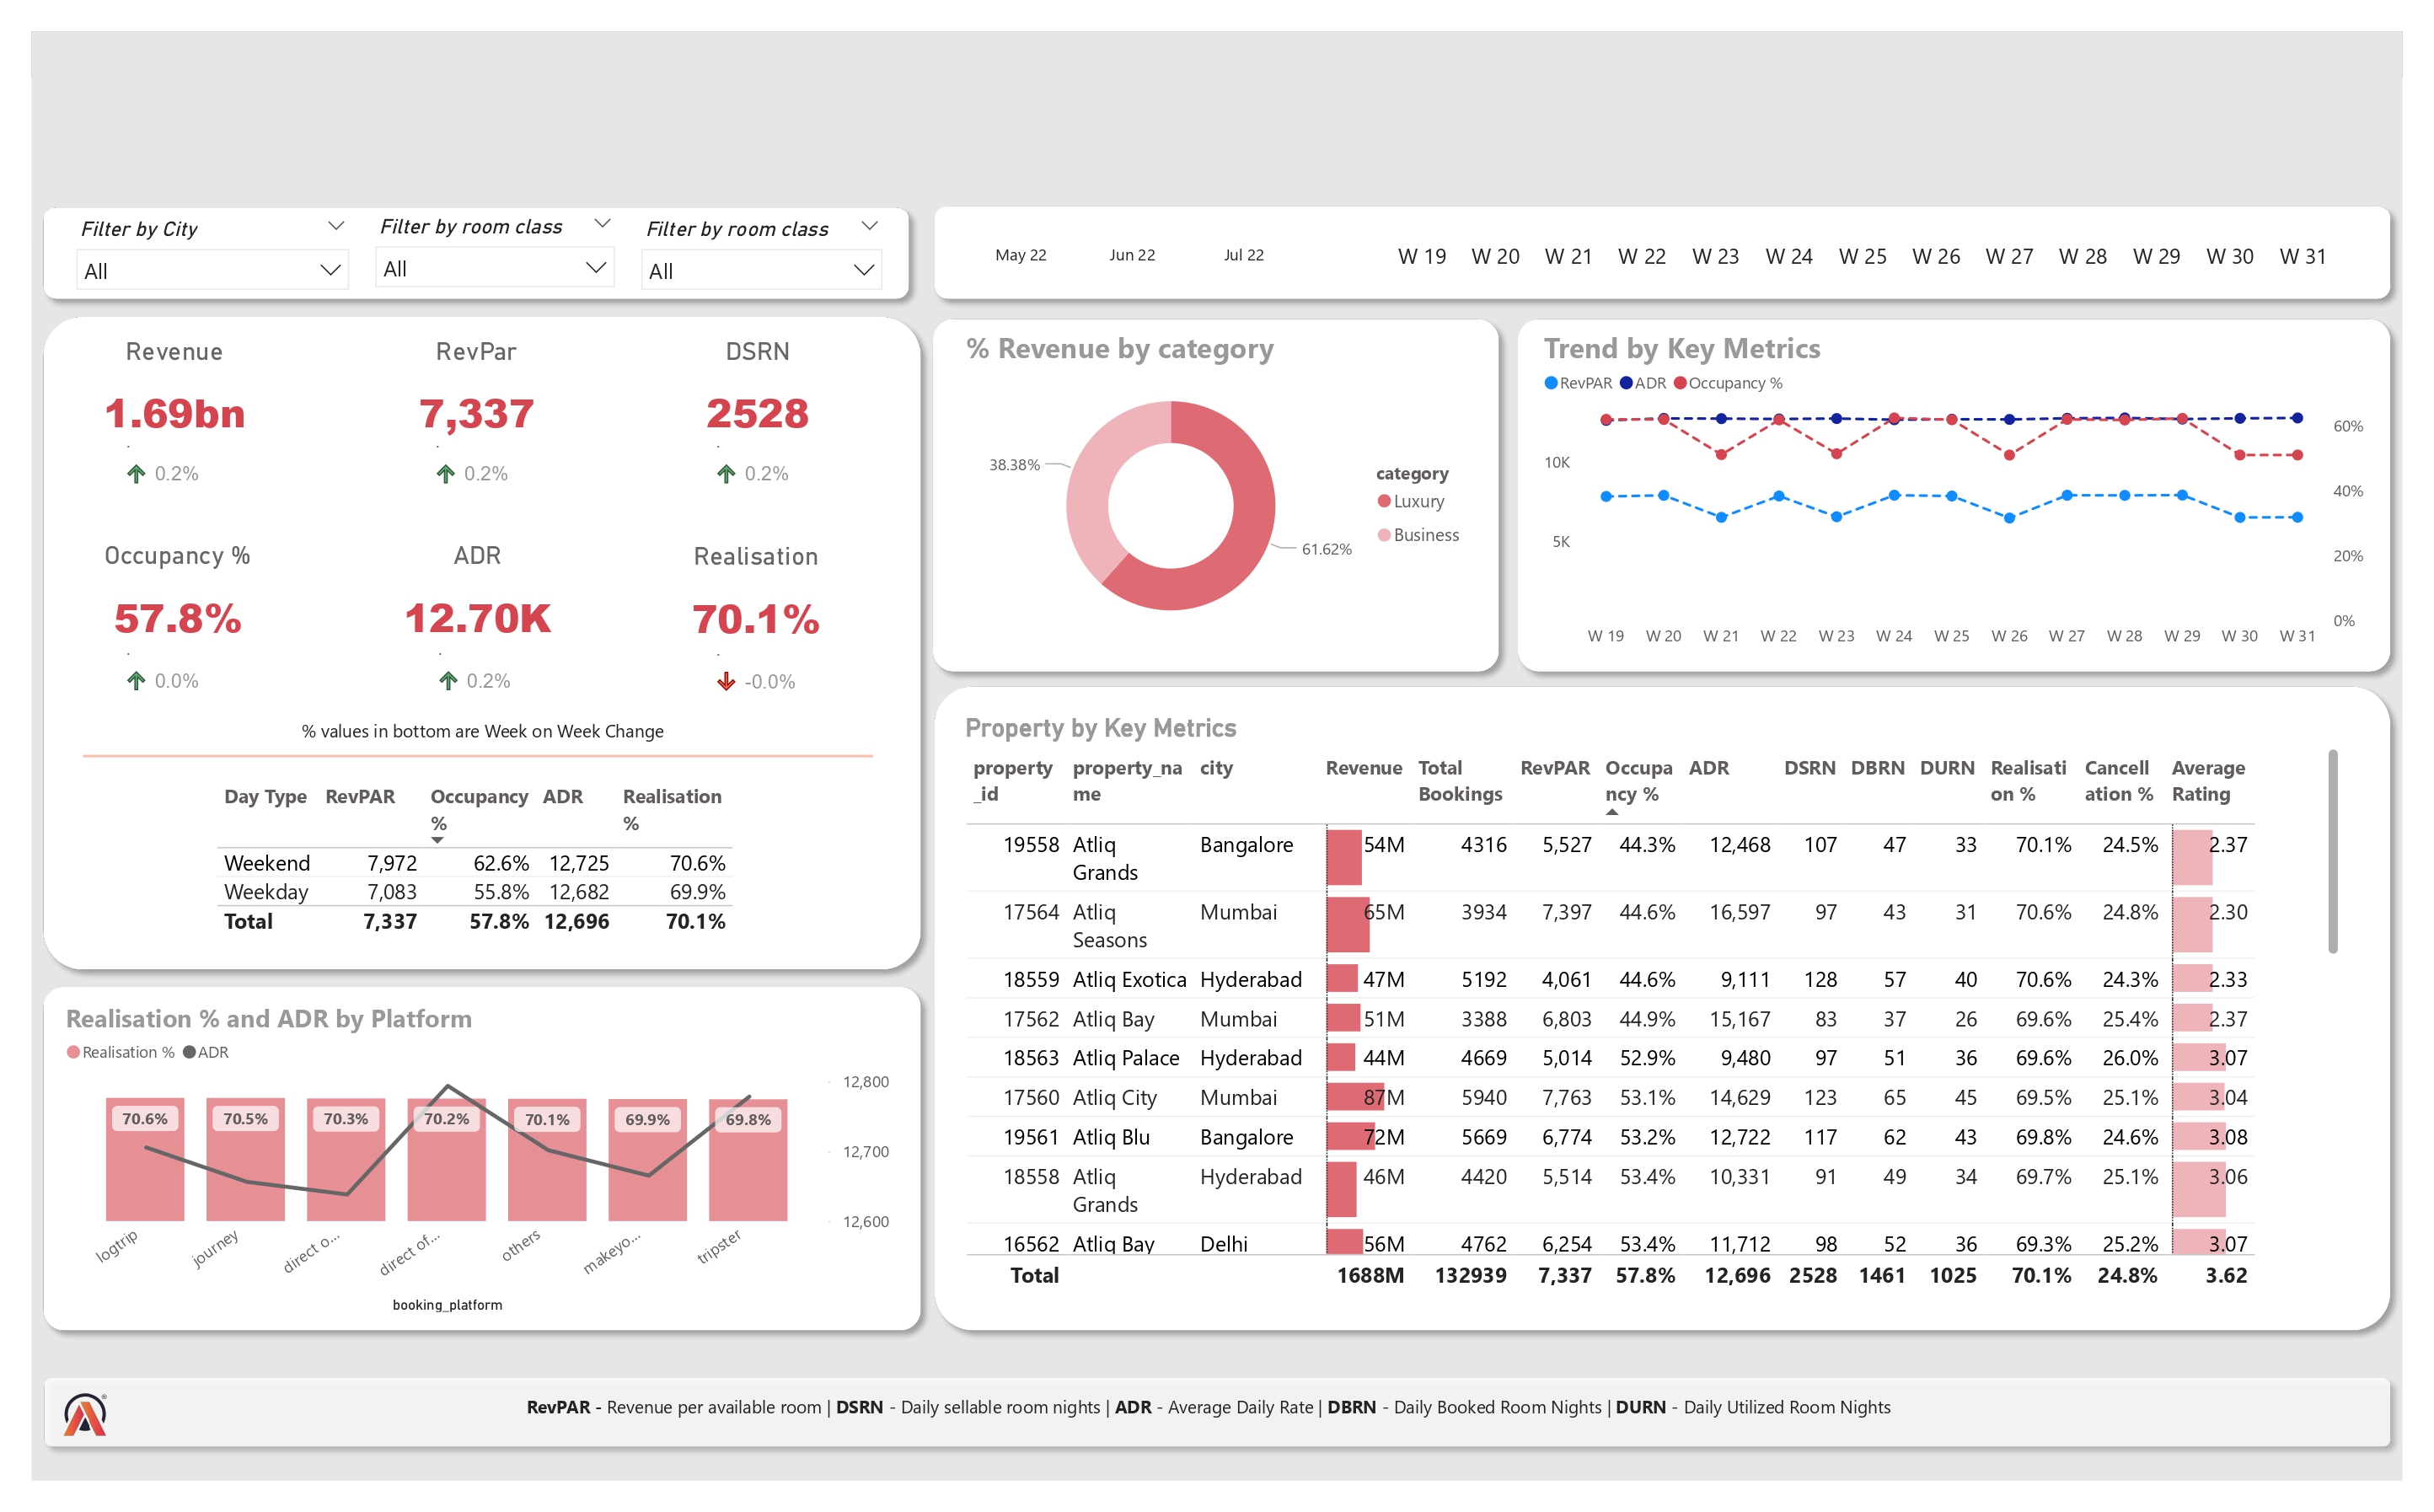 Filter by City
Filter by room class
Filter by room class
All
All
All
May 22 Jun 22 Jul 22
W 19 W 20 W 21 W 22 W 23 W 24 W 25 W 26 W 27 W 28 W 29 W 30 W 31
Revenue RevPar DSRN
1.69bn 7,337 2528
0.2% 0.2% 0.2%
Occupancy % ADR Realisation
57.8% 12.70K 70.1%
0.0% 0.2% -0.0%
% values in bottom are Week on Week Change
Day Type RevPAR Occupancy ADR Realisation
% %
Weekend 7,972 62.6% 12,725 70.6%
Weekday 7,083 55.8% 12,682 69.9%
Total 7,337 57.8% 12,696 70.1%
% Revenue by category
38.38%
61.62%
category
Luxury
Business
Trend by Key Metrics
RevPAR ADR Occupancy %
10K
5K
60%
40%
20%
0%
W 19 W 20 W 21 W 22 W 23 W 24 W 25 W 26 W 27 W 28 W 29 W 30 W 31
Realisation % and ADR by Platform
Realisation % ADR
12,800
12,700
12,600
70.6% 70.5% 70.3% 70.2% 70.1% 69.9% 69.8%
logtrip journey direct o... direct of... others makeyo... tripster
booking_platform
Property by Key Metrics
property property_na city Revenue Total RevPAR Occupa ADR DSRN DBRN DURN Realisati Cancell Average
_id me Bookings ncy % on % ation % Rating
19558 Atliq Bangalore 54M 4316 5,527 44.3% 12,468 107 47 33 70.1% 24.5% 2.37
Grands
17564 Atliq Mumbai 65M 3934 7,397 44.6% 16,597 97 43 31 70.6% 24.8% 2.30
Seasons
18559 Atliq Exotica Hyderabad 47M 5192 4,061 44.6% 9,111 128 57 40 70.6% 24.3% 2.33
17562 Atliq Bay Mumbai 51M 3388 6,803 44.9% 15,167 83 37 26 69.6% 25.4% 2.37
18563 Atliq Palace Hyderabad 44M 4669 5,014 52.9% 9,480 97 51 36 69.6% 26.0% 3.07
17560 Atliq City Mumbai 87M 5940 7,763 53.1% 14,629 123 65 45 69.5% 25.1% 3.04
19561 Atliq Blu Bangalore 72M 5669 6,774 53.2% 12,722 117 62 43 69.8% 24.6% 3.08
18558 Atliq Hyderabad 46M 4420 5,514 53.4% 10,331 91 49 34 69.7% 25.1% 3.06
Grands
16562 Atliq Bay Delhi 56M 4762 6,254 53.4% 11,712 98 52 36 69.3% 25.2% 3.07
Total 1688M 132939 7,337 57.8% 12,696 2528 1461 1025 70.1% 24.8% 3.62
RevPAR - Revenue per available room | DSRN - Daily sellable room nights | ADR - Average Daily Rate | DBRN - Daily Booked Room Nights | DURN - Daily Utilized Room Nights